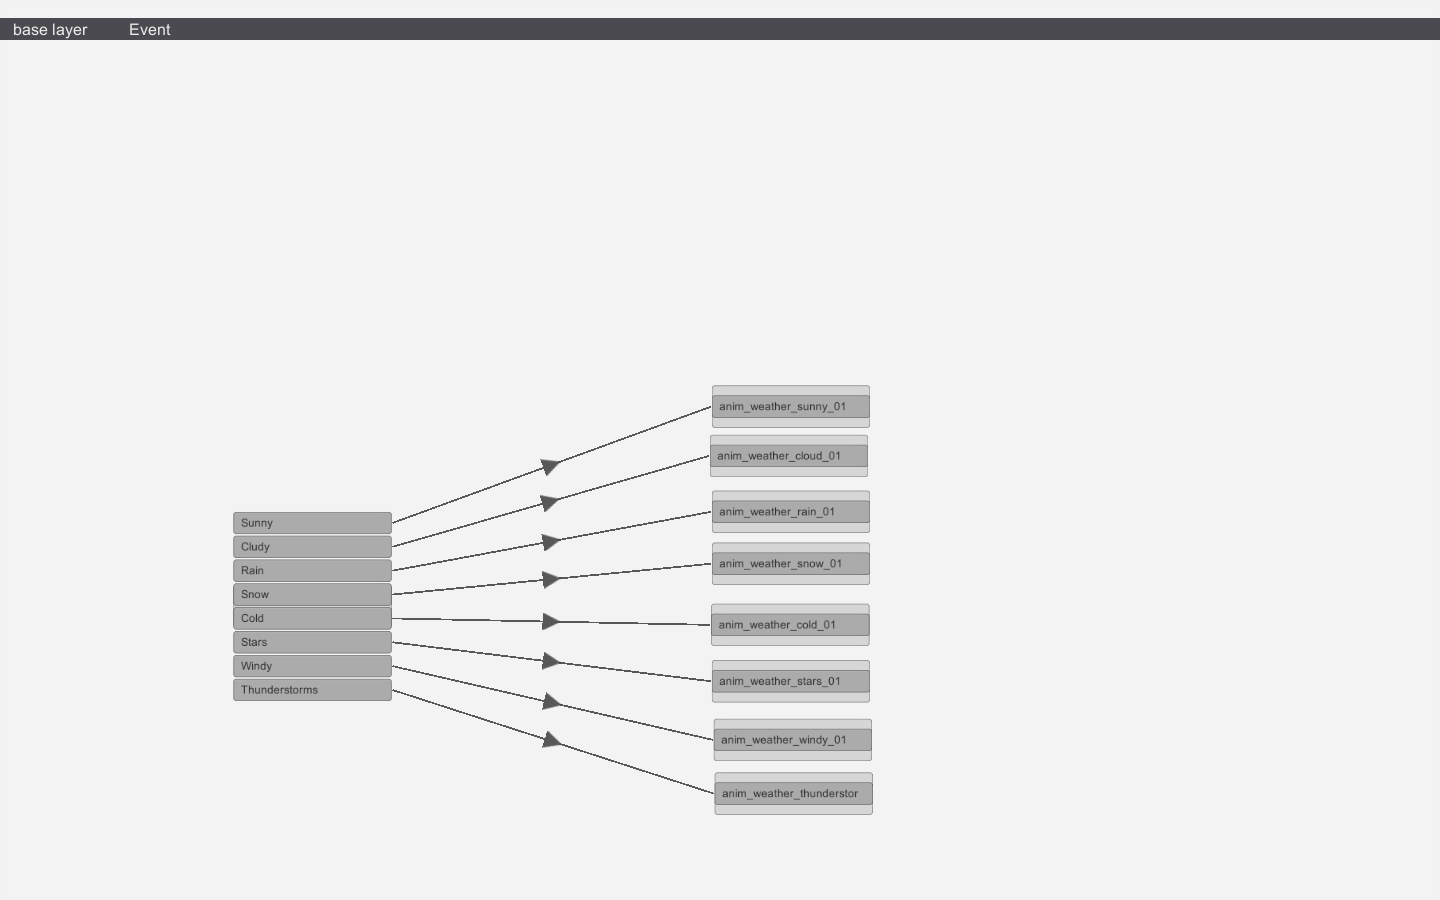 base layer Event
Sunny
Cludy
Rain
Snow
Cold
Stars
Windy
Thunderstorms
anim_weather_sunny_01
anim_weather_cloud_01
anim_weather_rain_01
anim_weather_snow_01
anim_weather_cold_01
anim_weather_stars_01
anim_weather_windy_01
anim_weather_thunderstor